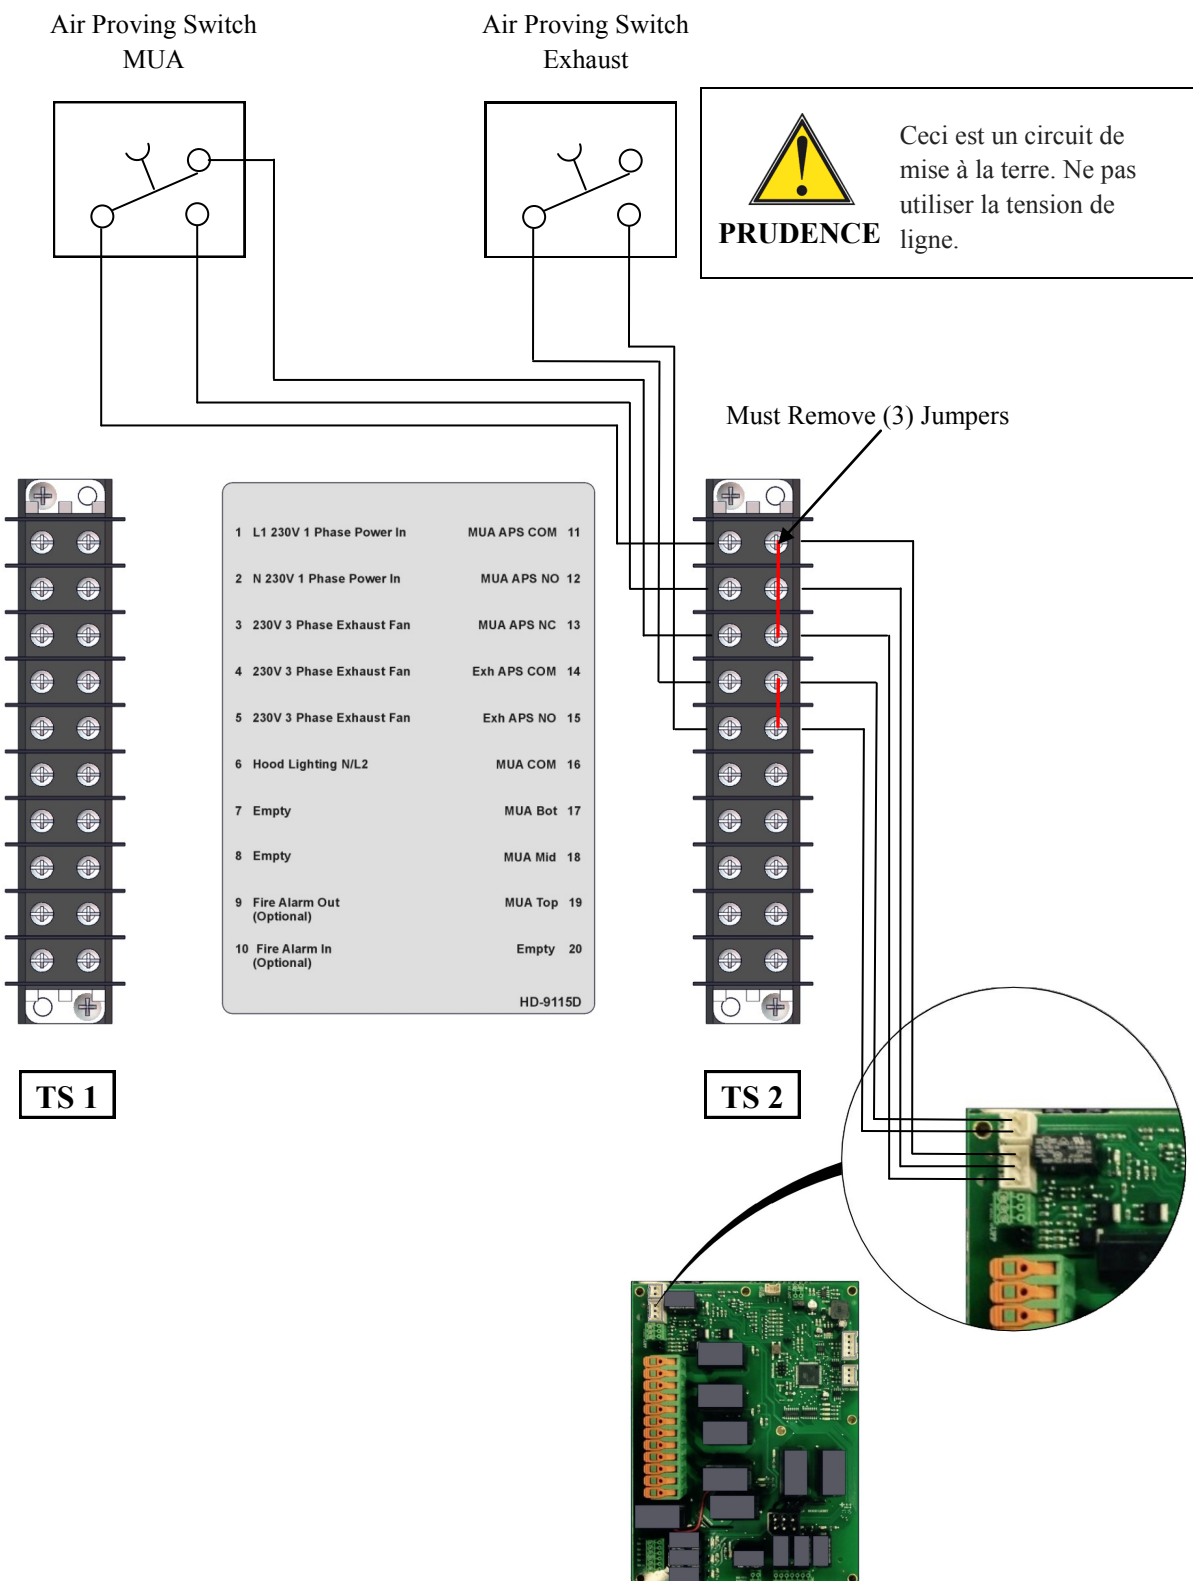 Air Proving Switch
MUA
Air Proving Switch
Exhaust
PRUDENCE
Ceci est un circuit de
mise à la terre. Ne pas
utiliser la tension de
ligne.
Must Remove (3) Jumpers
1 L1 230V 1 Phase Power In MUA APS COM 11
2 N 230V 1 Phase Power In MUA APS NO 12
3 230V 3 Phase Exhaust Fan MUA APS NC 13
4 230V 3 Phase Exhaust Fan Exh APS COM 14
5 230V 3 Phase Exhaust Fan Exh APS NO 15
6 Hood Lighting N/L2 MUA COM 16
7 Empty MUA Bot 17
8 Empty MUA Mid 18
9 Fire Alarm Out MUA Top 19
(Optional)
10 Fire Alarm In Empty 20
(Optional)
HD-9115D
TS 1
TS 2